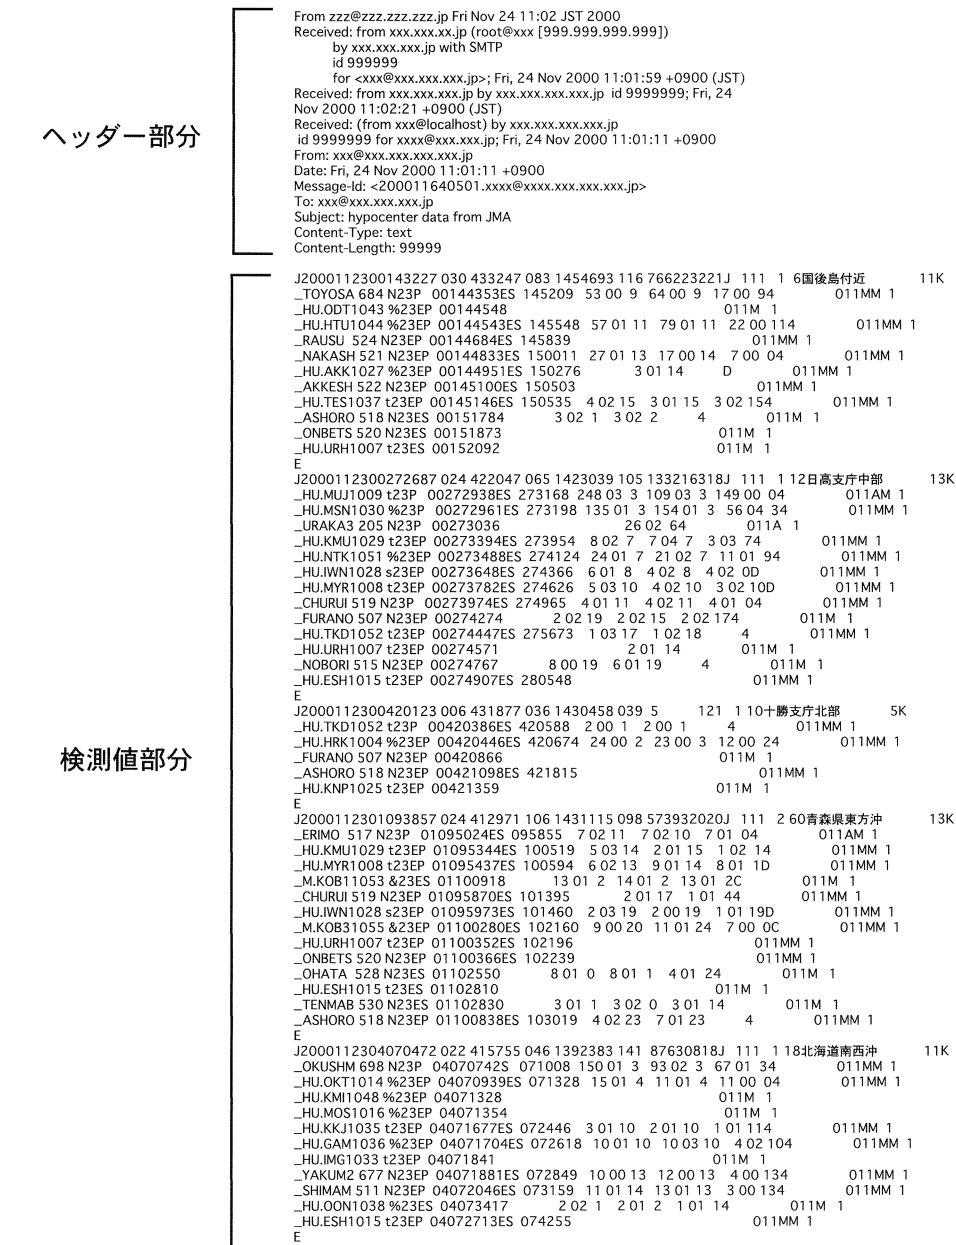 ヘッダー部分
From zzz@zzz.zzz.zzz.jp Fri Nov 24 11:02 JST 2000
Received: from xxx.xxx.xx.jp (root@xxx [999.999.999.999])
by xxx.xxx.xxx.jp with SMTP
id 999999
for <xxx@xxx.xxx.xxx.jp>; Fri, 24 Nov 2000 11:01:59 +0900 (JST)
Received: from xxx.xxx.xxx.jp by xxx.xxx.xxx.xxx.jp id 9999999; Fri, 24
Nov 2000 11:02:21 +0900 (JST)
Received: (from xxx@localhost) by xxx.xxx.xxx.xxx.jp
id 9999999 for xxxx@xxx.xxx.jp; Fri, 24 Nov 2000 11:01:11 +0900
From: xxx@xxx.xxx.xxx.xxx.jp
Date: Fri, 24 Nov 2000 11:01:11 +0900
Message-Id: <200011640501.xxxx@xxxx.xxx.xxx.xxx.jp>
To: xxx@xxx.xxx.xxx.jp
Subject: hypocenter data from JMA
Content-Type: text
Content-Length: 99999
検測値部分
J2000112300143227 030 433247 083 1454693 116 766223221J 111 1 6国後島付近 11K
_TOYOSA 684 N23P 00144353ES 145209 53 00 9 64 00 9 17 00 94 011MM 1
_HU.ODT1043 %23EP 00144548 011M 1
_HU.HTU1044 %23EP 00144543ES 145548 57 01 11 79 01 11 22 00 114 011MM 1
_RAUSU 524 N23EP 00144684ES 145839 011MM 1
_NAKASH 521 N23EP 00144833ES 150011 27 01 13 17 00 14 7 00 04 011MM 1
_HU.AKK1027 %23EP 00144951ES 150276 3 01 14 D 011MM 1
_AKKESH 522 N23EP 00145100ES 150503 011MM 1
_HU.TES1037 t23EP 00145146ES 150535 4 02 15 3 01 15 3 02 154 011MM 1
_ASHORO 518 N23ES 00151784 3 02 1 3 02 2 4 011M 1
_ONBETS 520 N23ES 00151873 011M 1
_HU.URH1007 t23ES 00152092 011M 1
E
J2000112300272687 024 422047 065 1423039 105 133216318J 111 1 12日高支庁中部 13K
_HU.MUJ1009 t23P 00272938ES 273168 248 03 3 109 03 3 149 00 04 011AM 1
_HU.MSN1030 %23P 00272961ES 273198 135 01 3 154 01 3 56 04 34 011MM 1
_URAKA3 205 N23P 00273036 26 02 64 011A 1
_HU.KMU1029 t23EP 00273394ES 273954 8 02 7 7 04 7 3 03 74 011MM 1
_HU.NTK1051 %23EP 00273488ES 274124 24 01 7 21 02 7 11 01 94 011MM 1
_HU.IWN1028 s23EP 00273648ES 274366 6 01 8 4 02 8 4 02 0D 011MM 1
_HU.MYR1008 t23EP 00273782ES 274626 5 03 10 4 02 10 3 02 10D 011MM 1
_CHURUI 519 N23P 00273974ES 274965 4 01 11 4 02 11 4 01 04 011MM 1
_FURANO 507 N23EP 00274274 2 02 19 2 02 15 2 02 174 011M 1
_HU.TKD1052 t23EP 00274447ES 275673 1 03 17 1 02 18 4 011MM 1
_HU.URH1007 t23EP 00274571 2 01 14 011M 1
_NOBORI 515 N23EP 00274767 8 00 19 6 01 19 4 011M 1
_HU.ESH1015 t23EP 00274907ES 280548 011MM 1
E
J2000112300420123 006 431877 036 1430458 039 5 121 1 10十勝支庁北部 5K
_HU.TKD1052 t23P 00420386ES 420588 2 00 1 2 00 1 4 011MM 1
_HU.HRK1004 %23EP 00420446ES 420674 24 00 2 23 00 3 12 00 24 011MM 1
_FURANO 507 N23EP 00420866 011M 1
_ASHORO 518 N23EP 00421098ES 421815 011MM 1
_HU.KNP1025 t23EP 00421359 011M 1
E
J2000112301093857 024 412971 106 1431115 098 573932020J 111 2 60青森県東方沖 13K
_ERIMO 517 N23P 01095024ES 095855 7 02 11 7 02 10 7 01 04 011AM 1
_HU.KMU1029 t23EP 01095344ES 100519 5 03 14 2 01 15 1 02 14 011MM 1
_HU.MYR1008 t23EP 01095437ES 100594 6 02 13 9 01 14 8 01 1D 011MM 1
_M.KOB11053 &23ES 01100918 13 01 2 14 01 2 13 01 2C 011M 1
_CHURUI 519 N23EP 01095870ES 101395 2 01 17 1 01 44 011MM 1
_HU.IWN1028 s23EP 01095973ES 101460 2 03 19 2 00 19 1 01 19D 011MM 1
_M.KOB31055 &23EP 01100280ES 102160 9 00 20 11 01 24 7 00 0C 011MM 1
_HU.URH1007 t23EP 01100352ES 102196 011MM 1
_ONBETS 520 N23EP 01100366ES 102239 011MM 1
_OHATA 528 N23ES 01102550 8 01 0 8 01 1 4 01 24 011M 1
_HU.ESH1015 t23ES 01102810 011M 1
_TENMAB 530 N23ES 01102830 3 01 1 3 02 0 3 01 14 011M 1
_ASHORO 518 N23EP 01100838ES 103019 4 02 23 7 01 23 4 011MM 1
E
J2000112304070472 022 415755 046 1392383 141 87630818J 111 1 18北海道南西沖 11K
_OKUSHM 698 N23P 04070742S 071008 150 01 3 93 02 3 67 01 34 011MM 1
_HU.OKT1014 %23EP 04070939ES 071328 15 01 4 11 01 4 11 00 04 011MM 1
_HU.KMI1048 %23EP 04071328 011M 1
_HU.MOS1016 %23EP 04071354 011M 1
_HU.KKJ1035 t23EP 04071677ES 072446 3 01 10 2 01 10 1 01 114 011MM 1
_HU.GAM1036 %23EP 04071704ES 072618 10 01 10 10 03 10 4 02 104 011MM 1
_HU.IMG1033 t23EP 04071841 011M 1
_YAKUM2 677 N23EP 04071881ES 072849 10 00 13 12 00 13 4 00 134 011MM 1
_SHIMAM 511 N23EP 04072046ES 073159 11 01 14 13 01 13 3 00 134 011MM 1
_HU.OON1038 %23ES 04073417 2 02 1 2 01 2 1 01 14 011M 1
_HU.ESH1015 t23EP 04072713ES 074255 011MM 1
E